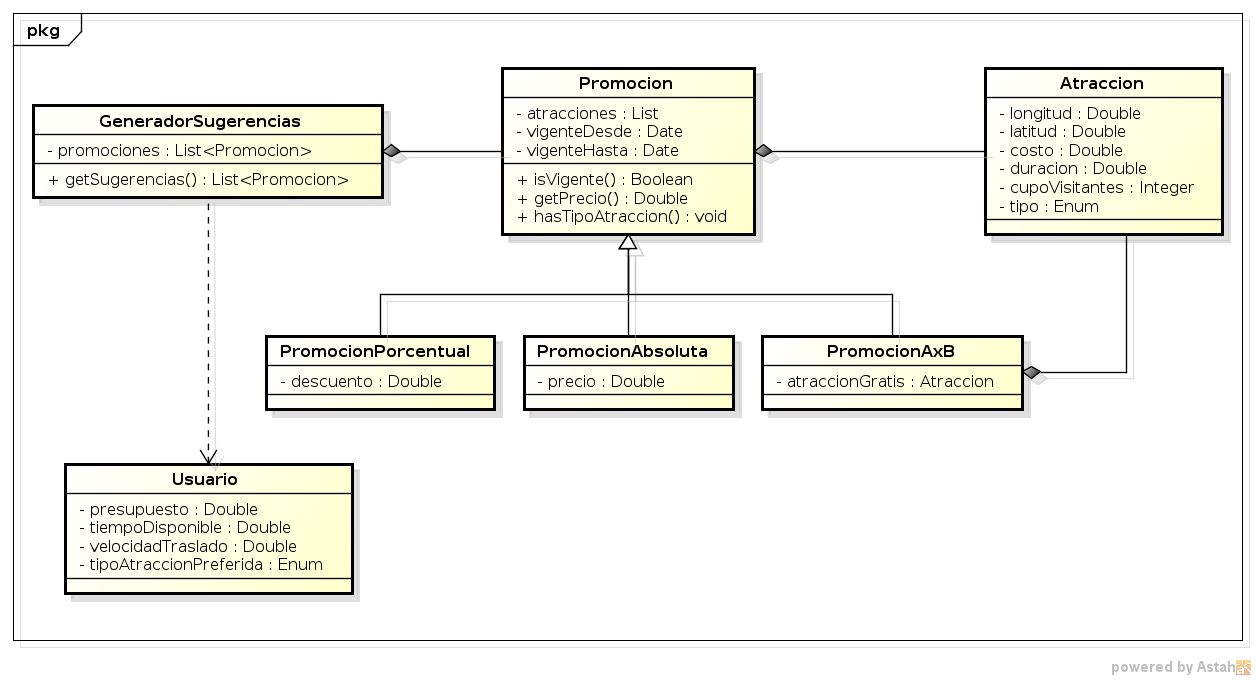 pkg
GeneradorSugerencias
- promociones : List<Promocion>
+ getSugerencias() : List<Promocion>
Promocion
- atracciones : List
- vigenteDesde : Date
- vigenteHasta : Date
+ isVigente() : Boolean
+ getPrecio() : Double
+ hasTipoAtraccion() : void
Atraccion
- longitud : Double
- latitud : Double
- costo : Double
- duracion : Double
- cupoVisitantes : Integer
- tipo : Enum
PromocionPorcentual
- descuento : Double
PromocionAbsoluta
- precio : Double
PromocionAxB
- atraccionGratis : Atraccion
Usuario
- presupuesto : Double
- tiempoDisponible : Double
- velocidadTraslado : Double
- tipoAtraccionPreferida : Enum
powered by Astah